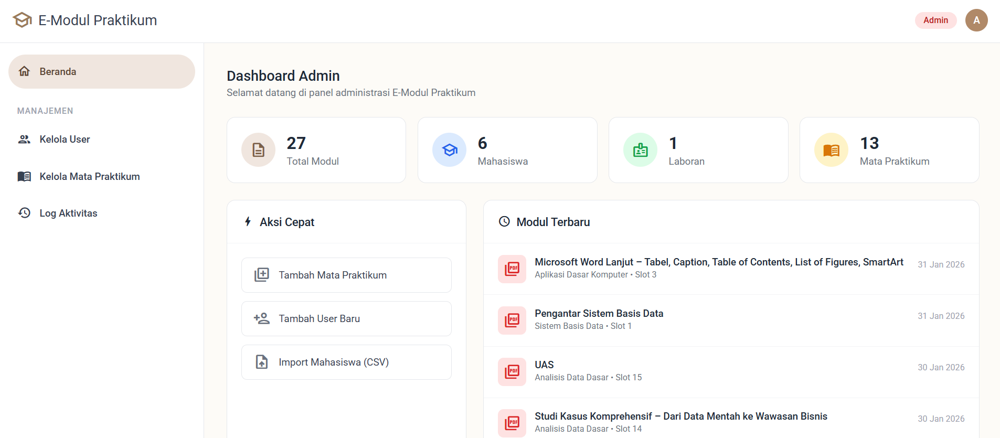 E-Modul Praktikum
Admin
A
Beranda
MANAJEMEN
Kelola User
Kelola Mata Praktikum
Log Aktivitas
Dashboard Admin
Selamat datang di panel administrasi E-Modul Praktikum
27
Total Modul
6
Mahasiswa
1
Laboran
13
Mata Praktikum
Aksi Cepat
Tambah Mata Praktikum
Tambah User Baru
Import Mahasiswa (CSV)
Modul Terbaru
PDF
Microsoft Word Lanjut – Tabel, Caption, Table of Contents, List of Figures, SmartArt
31 Jan 2026
Aplikasi Dasar Komputer • Slot 3
PDF
Pengantar Sistem Basis Data
31 Jan 2026
Sistem Basis Data • Slot 1
PDF
UAS
30 Jan 2026
Analisis Data Dasar • Slot 15
PDF
Studi Kasus Komprehensif – Dari Data Mentah ke Wawasan Bisnis
30 Jan 2026
Analisis Data Dasar • Slot 14